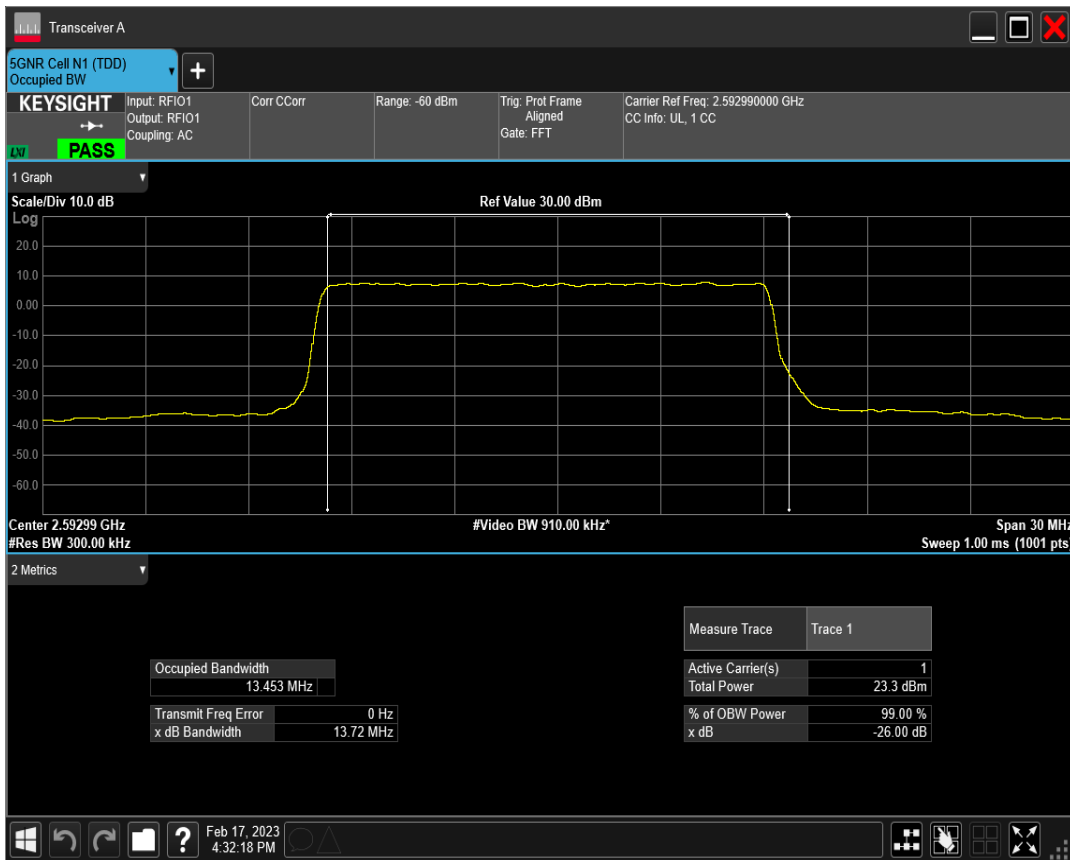 Transceiver A
5GNR Cell N1 (TDD)
Occupied BW
+
KEYSIGHT
LXI
PASS
Input: RFIO1
Output: RFIO1
Coupling: AC
Corr CCorr
Range: -60 dBm
Trig: Prot Frame
Aligned
Gate: FFT
Carrier Ref Freq: 2.592990000 GHz
CC Info: UL, 1 CC
1 Graph
Scale/Div 10.0 dB
Ref Value 30.00 dBm
Log
20.0
10.0
0.00
-10.0
-20.0
-30.0
-40.0
-50.0
-60.0
Center 2.59299 GHz
#Video BW 910.00 kHz*
Span 30 MHz
#Res BW 300.00 kHz
Sweep 1.00 ms (1001 pts)
2 Metrics
Measure Trace Trace 1
Occupied Bandwidth
13.453 MHz
Active Carrier(s) 1
Total Power 23.3 dBm
Transmit Freq Error 0 Hz
x dB Bandwidth 13.72 MHz
% of OBW Power 99.00 %
x dB -26.00 dB
?
Feb 17, 2023
4:32:18 PM